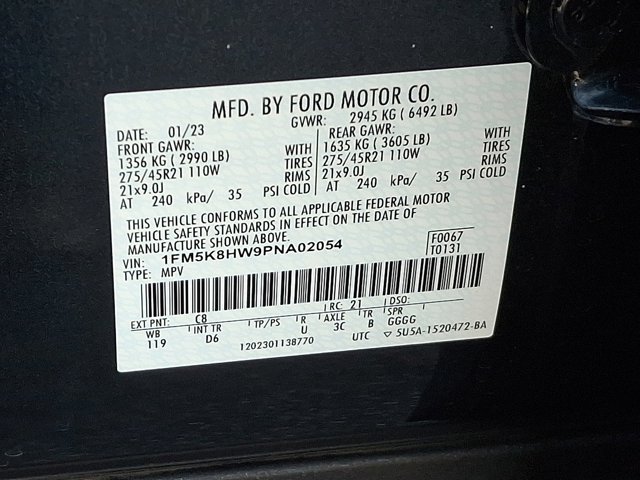 MFD. BY FORD MOTOR CO.
DATE: 01/23 GVWR: 2945 KG ( 6492 LB)
FRONT GAWR: REAR GAWR:
1356 KG ( 2990 LB) WITH 1635 KG ( 3605 LB) WITH
275/45R21 110W TIRES 275/45R21 110W TIRES
21x9.0J RIMS 21x9.0J RIMS
AT 240 kPa/ 35 PSI COLD AT 240 kPa/ 35 PSI COLD
THIS VEHICLE CONFORMS TO ALL APPLICABLE FEDERAL MOTOR
VEHICLE SAFETY STANDARDS IN EFFECT ON THE DATE OF
MANUFACTURE SHOWN ABOVE.
VIN: 1FM5K8HW9PNA02054 F0067
TYPE: MPV T0131
EXT PNT: C8 RC: 21 DSO:
WB INT TR TP/PS R AXLE TR SPR
119 D6 U 3C B GGGG
1202301138770 UTC ▽ 5U5A-1520472-BA